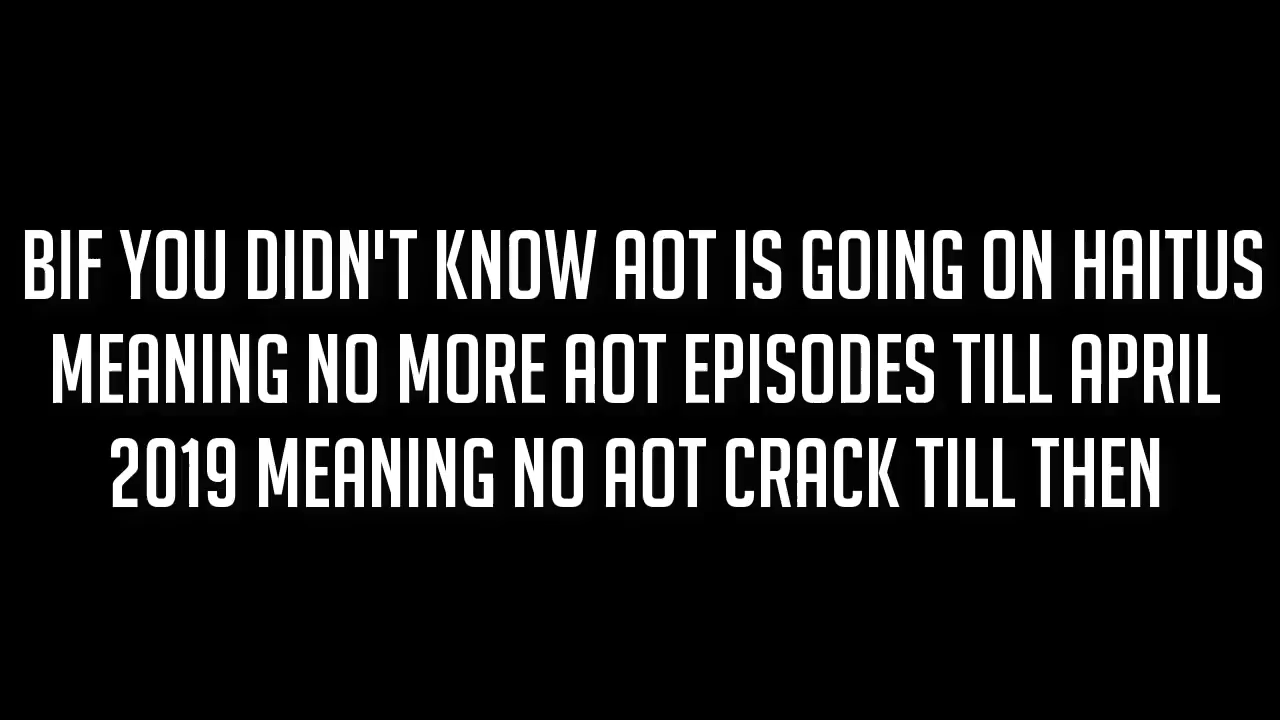 BIF YOU DIDN'T KNOW AOT IS GOING ON HAITUS
MEANING NO MORE AOT EPISODES TILL APRIL
2019 MEANING NO AOT CRACK TILL THEN